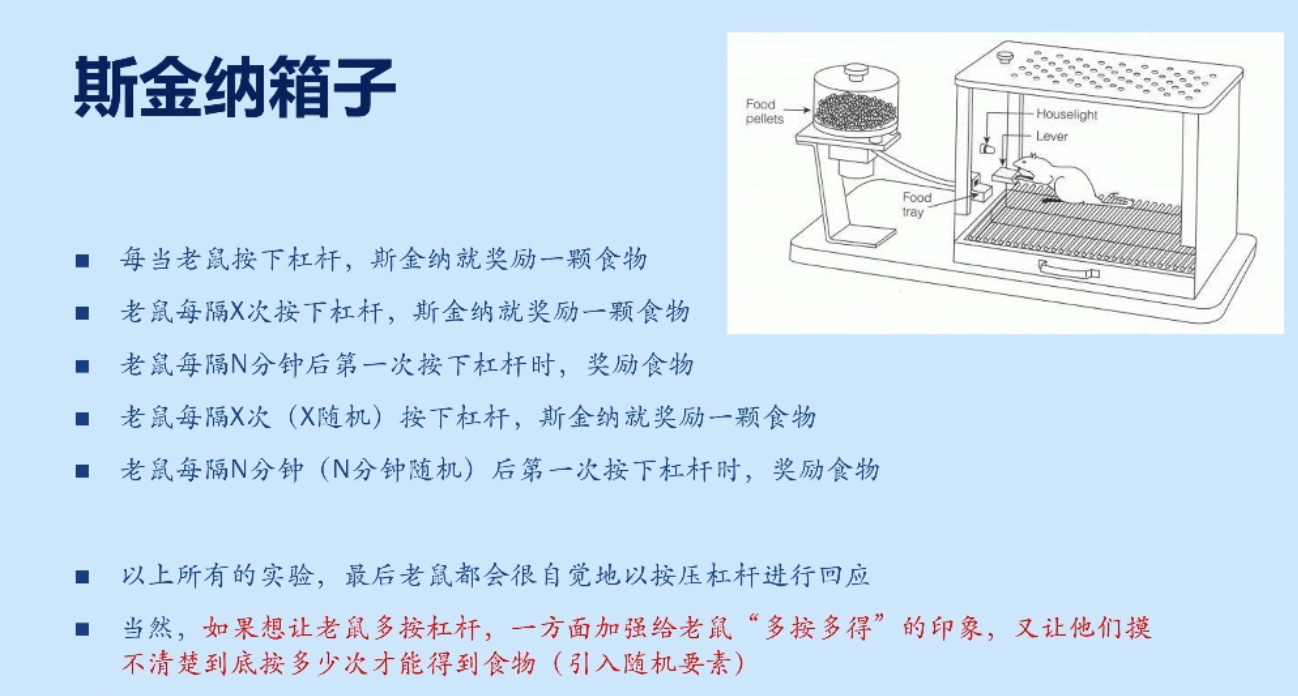 斯金纳箱子
Food
pellets
Houselight
Lever
Food
tray
每当老鼠按下杠杆，斯金纳就奖励一颗食物
老鼠每隔X次按下杠杆，斯金纳就奖励一颗食物
老鼠每隔N分钟后第一次按下杠杆时，奖励食物
老鼠每隔X次（X随机）按下杠杆，斯金纳就奖励一颗食物
老鼠每隔N分钟（N分钟随机）后第一次按下杠杆时，奖励食物
以上所有的实验，最后老鼠都会很自觉地以按压杠杆进行回应
当然，如果想让老鼠多按杠杆，一方面加强给老鼠“多按多得”的印象，又让他们摸
不清楚到底按多少次才能得到食物（引入随机要素）